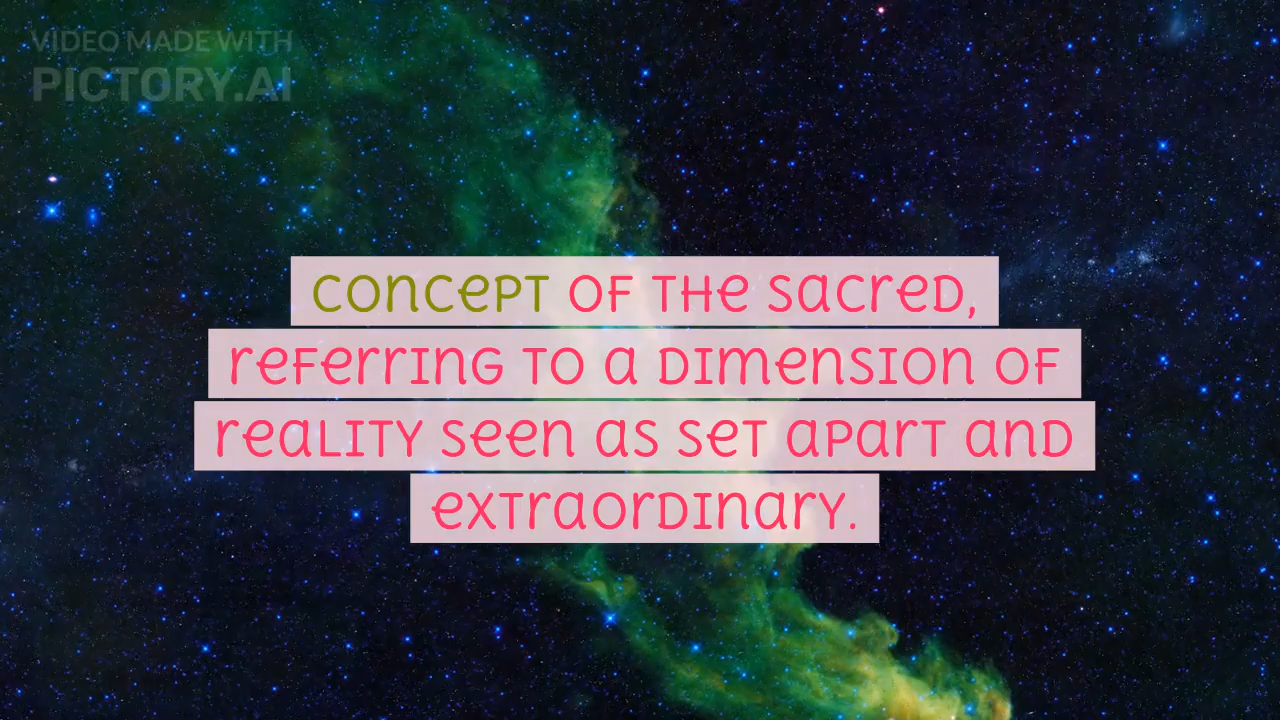 VIDEO MADE WITH
PICTORY.AI
concept of the sacred,
referring to a dimension of
reality seen as set apart and
extraordinary.